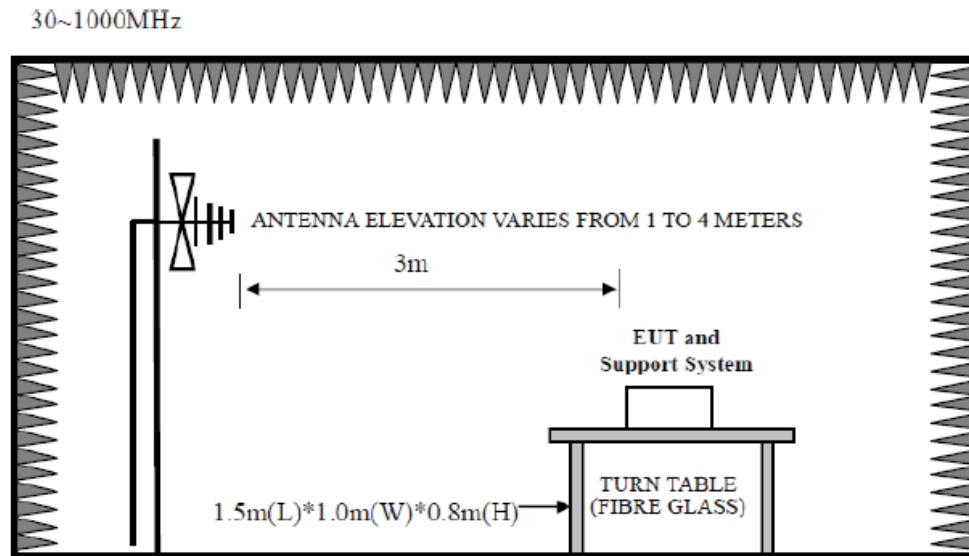 30~1000MHz
ANTENNA ELEVATION VARIES FROM 1 TO 4 METERS
3m
EUT and
Support System
TURN TABLE
(FIBRE GLASS)
1.5m(L)*1.0m(W)*0.8m(H)